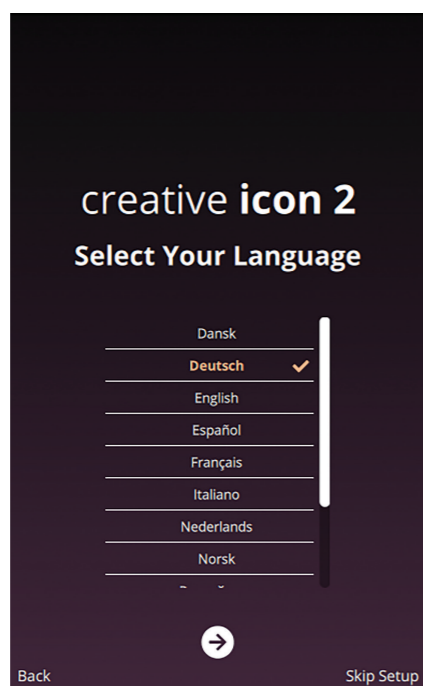 creative icon 2
Select Your Language
Dansk
Deutsch
English
Español
Français
Italiano
Nederlands
Norsk
Back
Skip Setup